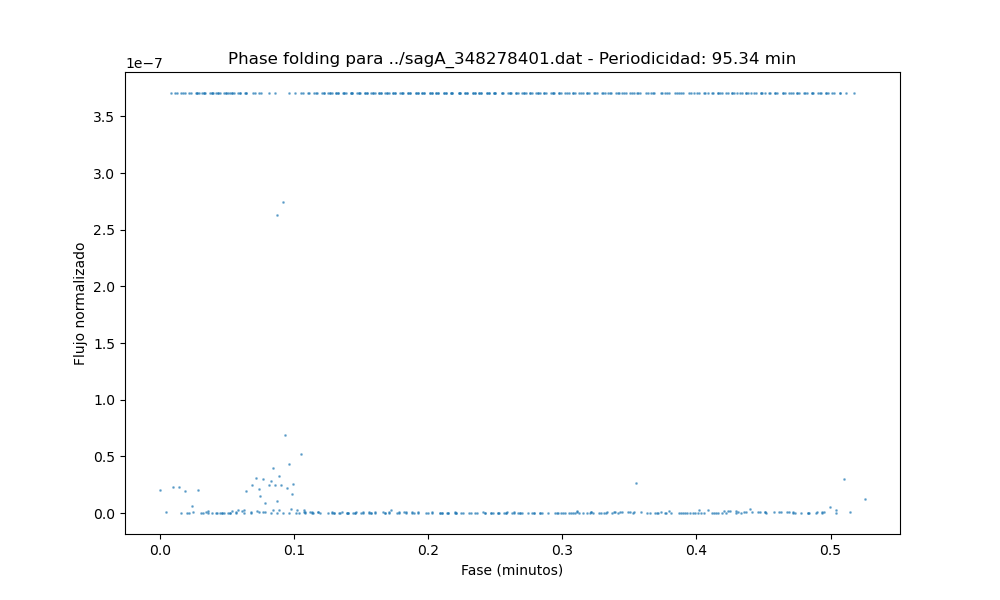 Phase folding para ../sagA_348278401.dat - Periodicidad: 95.34 min
1e−7
3.5
3.0
2.5
2.0
1.5
1.0
0.5
0.0
Flujo normalizado
0.0 0.1 0.2 0.3 0.4 0.5
Fase (minutos)